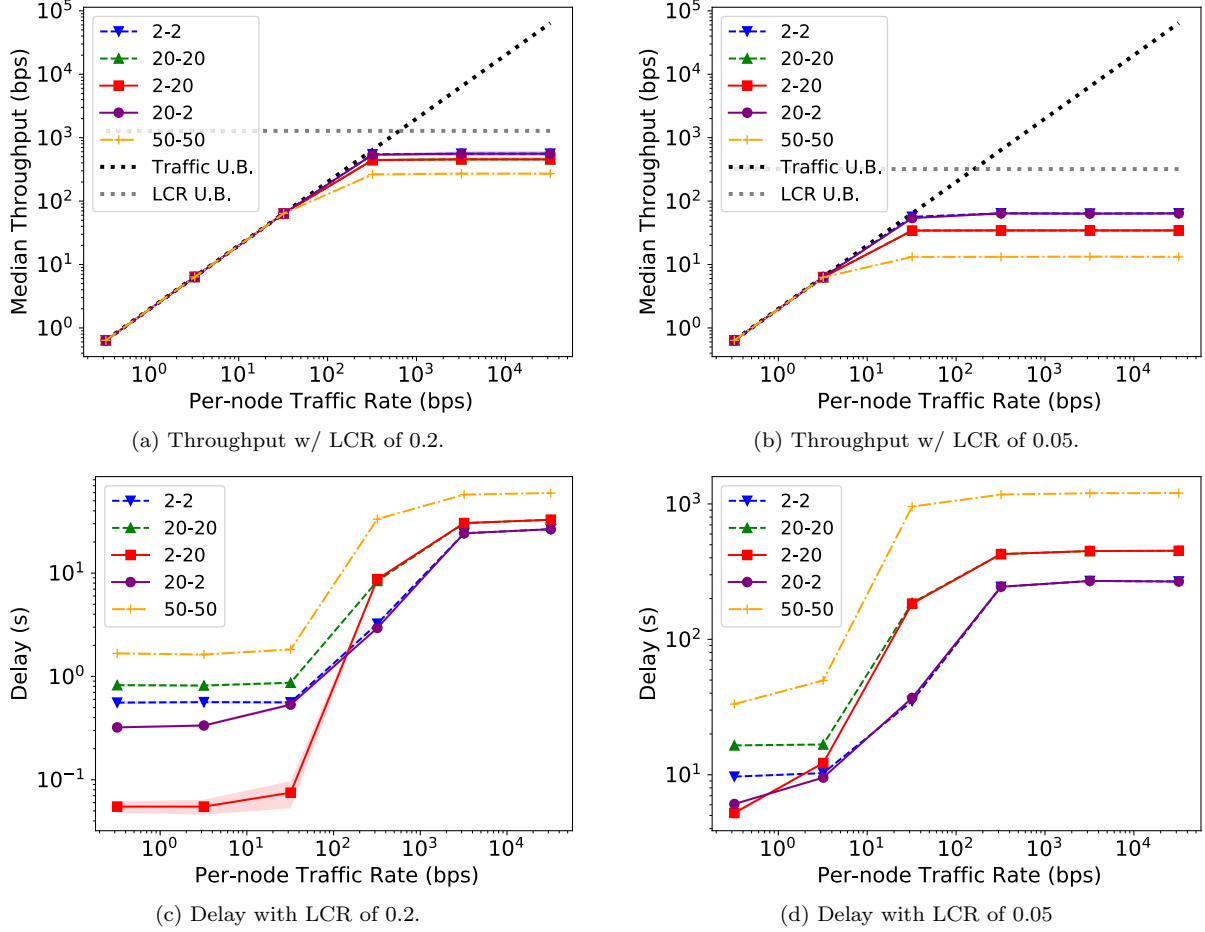 10^5
10^4
10^3
10^2
10^1
10^0
Median Throughput (bps)
2-2
20-20
2-20
20-2
50-50
Traffic U.B.
LCR U.B.
10^0 10^1 10^2 10^3 10^4
Per-node Traffic Rate (bps)
(a) Throughput w/ LCR of 0.2.
10^5
10^4
10^3
10^2
10^1
10^0
Median Throughput (bps)
2-2
20-20
2-20
20-2
50-50
Traffic U.B.
LCR U.B.
10^0 10^1 10^2 10^3 10^4
Per-node Traffic Rate (bps)
(b) Throughput w/ LCR of 0.05.
10^1
10^0
10^−1
Delay (s)
2-2
20-20
2-20
20-2
50-50
10^0 10^1 10^2 10^3 10^4
Per-node Traffic Rate (bps)
(c) Delay with LCR of 0.2.
10^3
10^2
10^1
Delay (s)
2-2
20-20
2-20
20-2
50-50
10^0 10^1 10^2 10^3 10^4
Per-node Traffic Rate (bps)
(d) Delay with LCR of 0.05